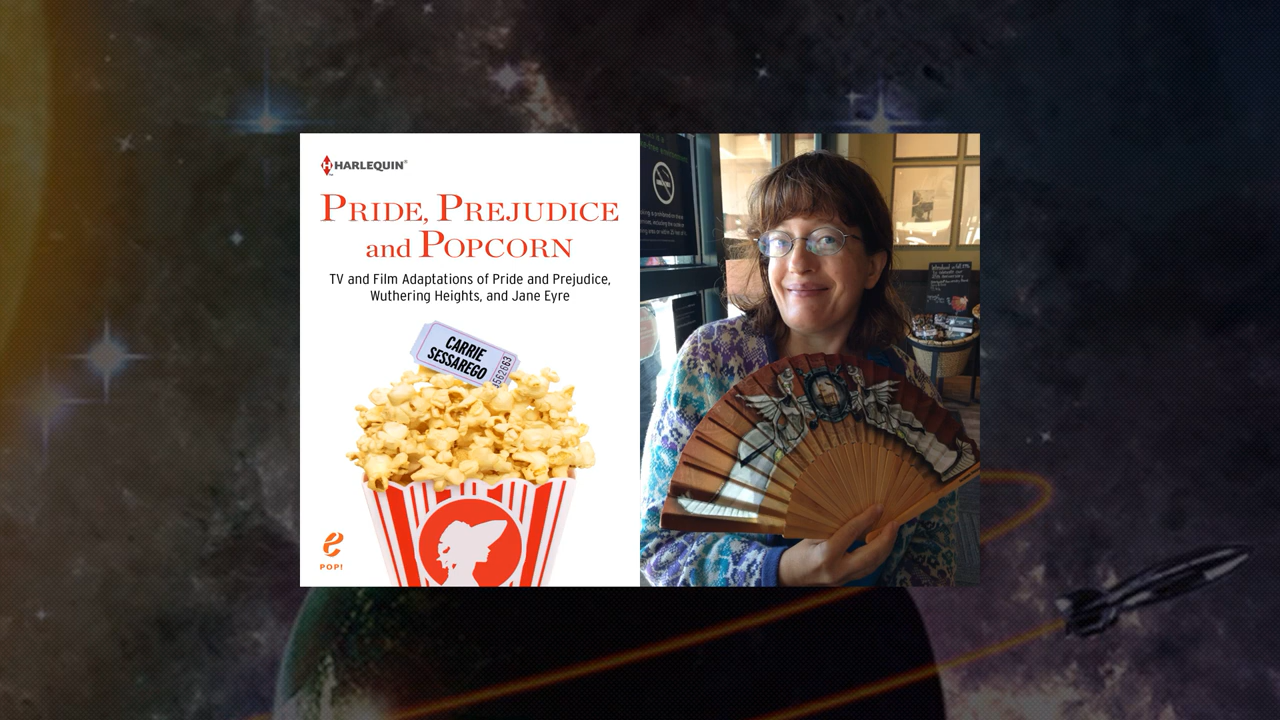 HARLEQUIN®
PRIDE, PREJUDICE
and POPCORN
TV and Film Adaptations of Pride and Prejudice,
Wuthering Heights, and Jane Eyre
CARRIE
SESSAREGO
e
POP!